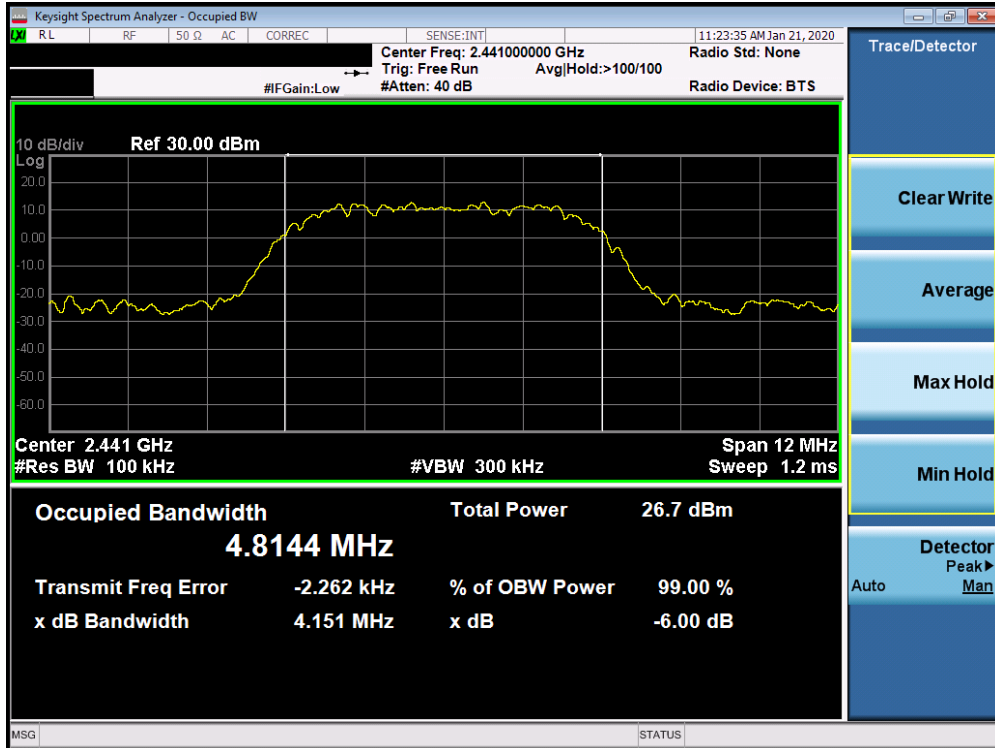 Keysight Spectrum Analyzer - Occupied BW
LXI RL RF 50 Ω AC CORREC SENSE:INT 11:23:35 AM Jan 21, 2020
Center Freq: 2.441000000 GHz Radio Std: None
Trig: Free Run Avg|Hold:>100/100
#IFGain:Low #Atten: 40 dB Radio Device: BTS
10 dB/div Ref 30.00 dBm
Log
20.0
10.0
0.00
-10.0
-20.0
-30.0
-40.0
-50.0
-60.0
Center 2.441 GHz Span 12 MHz
#Res BW 100 kHz #VBW 300 kHz Sweep 1.2 ms
Occupied Bandwidth Total Power 26.7 dBm
4.8144 MHz
Transmit Freq Error -2.262 kHz % of OBW Power 99.00 %
x dB Bandwidth 4.151 MHz x dB -6.00 dB
Trace/Detector
Clear Write
Average
Max Hold
Min Hold
Detector
Peak▶
Auto Man
MSG STATUS